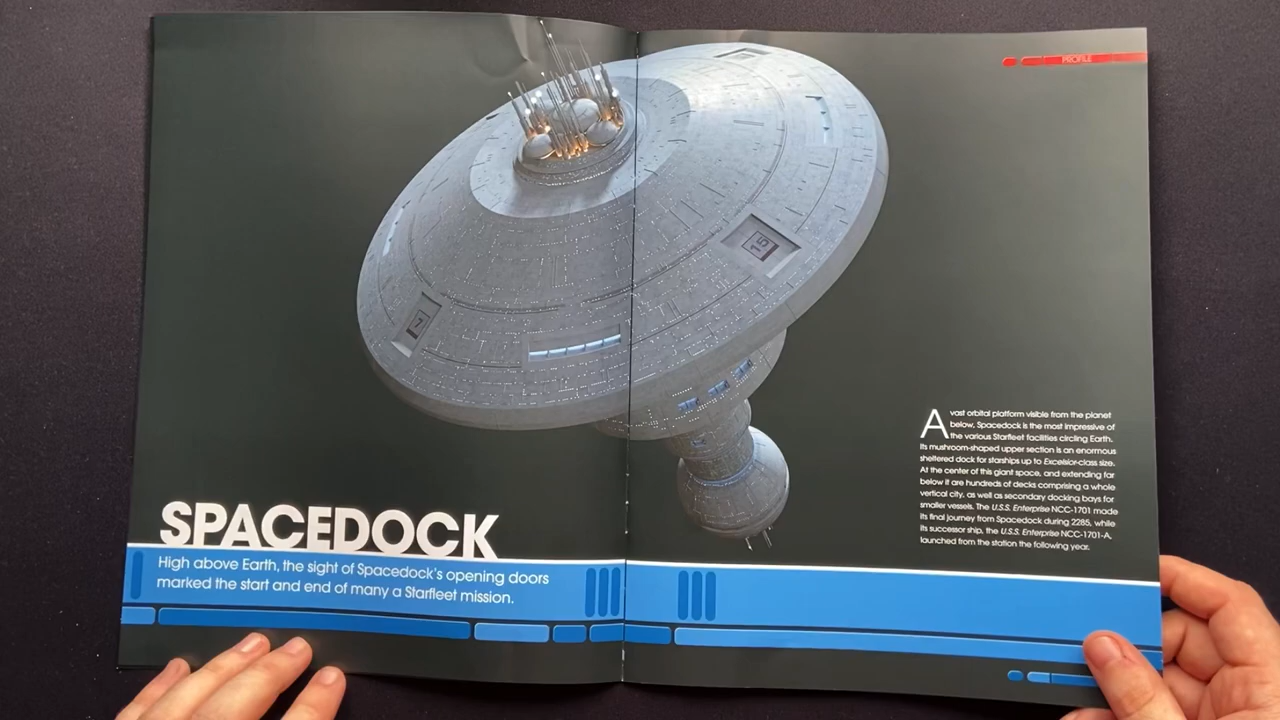 PROFILE
15
7
A vast orbital platform visible from the planet
below, Spacedock is the most impressive of
the various Starfleet facilities circling Earth.
Its mushroom-shaped upper section is an enormous
sheltered dock for starships up to Excelsior-class size.
At the center of this giant space, and extending far
below it are hundreds of decks comprising a whole
vertical city, as well as secondary docking bays for
smaller vessels. The U.S.S. Enterprise NCC-1701 made
its final journey from Spacedock during 2285, while
its successor ship, the U.S.S. Enterprise NCC-1701-A,
launched from the station the following year.
SPACEDOCK
High above Earth, the sight of Spacedock's opening doors
marked the start and end of many a Starfleet mission.